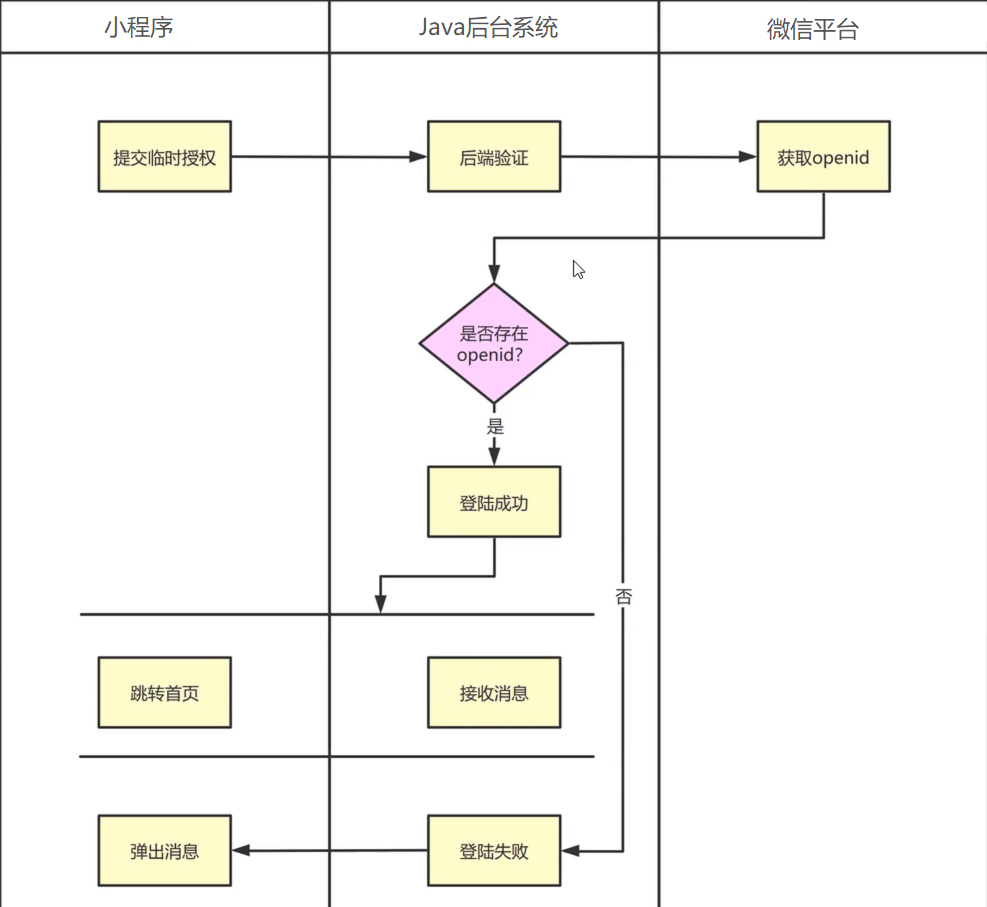 小程序
Java后台系统
微信平台
提交临时授权
后端验证
获取openid
是否存在
openid?
是
登陆成功
否
跳转首页
接收消息
弹出消息
登陆失败